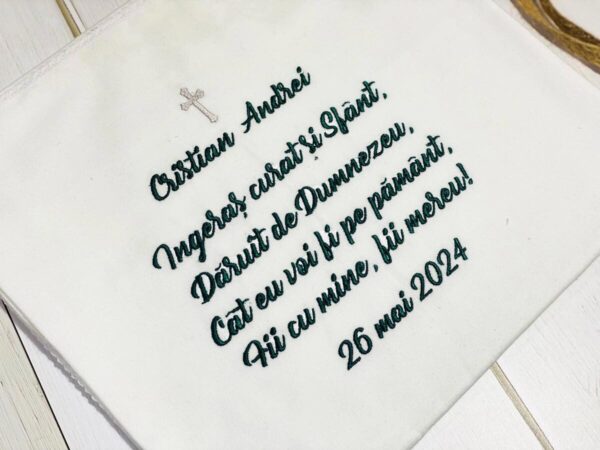 Cristian Andrei
Ingeraș curat și Sfânt,
Dăruit de Dumnezeu,
Cât eu voi fi pe pământ,
Fii cu mine, fii mereu!
26 mai 2024